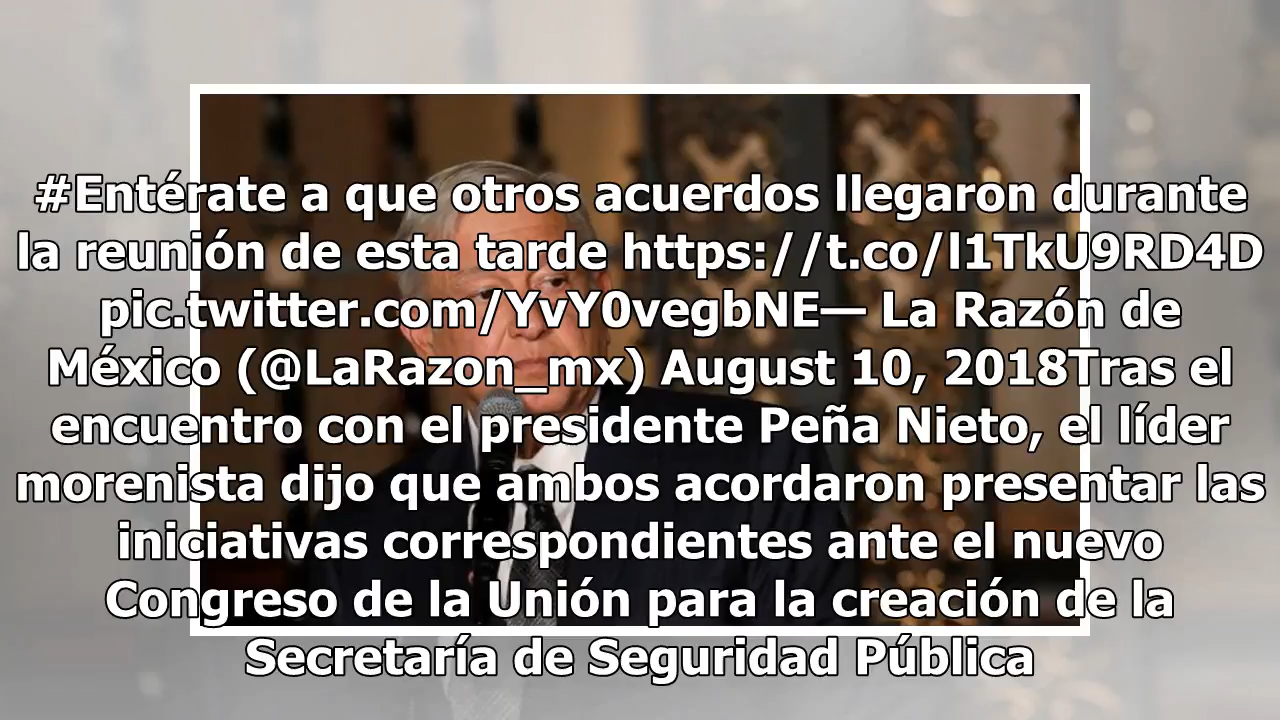 #Entérate a que otros acuerdos llegaron durante
la reunión de esta tarde https://t.co/l1TkU9RD4D
pic.twitter.com/YvY0vegbNE— La Razón de
México (@LaRazon_mx) August 10, 2018Tras el
encuentro con el presidente Peña Nieto, el líder
morenista dijo que ambos acordaron presentar las
iniciativas correspondientes ante el nuevo
Congreso de la Unión para la creación de la
Secretaría de Seguridad Pública